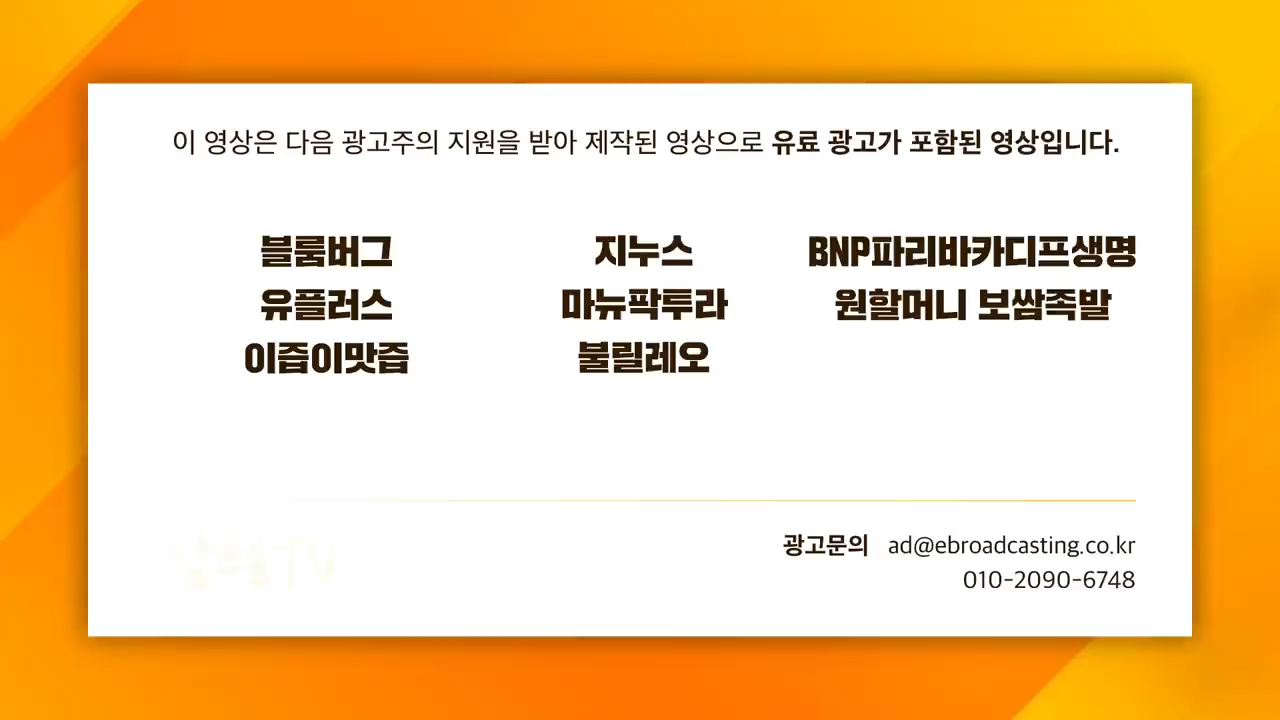 이 영상은 다음 광고주의 지원을 받아 제작된 영상으로 유료 광고가 포함된 영상입니다.
블룸버그 지누스 BNP파리바카디프생명
유플러스 마뉴팍투라 원할머니 보쌈족발
이즙이맛즙 불릴레오
광고문의 ad@ebroadcasting.co.kr
010-2090-6748